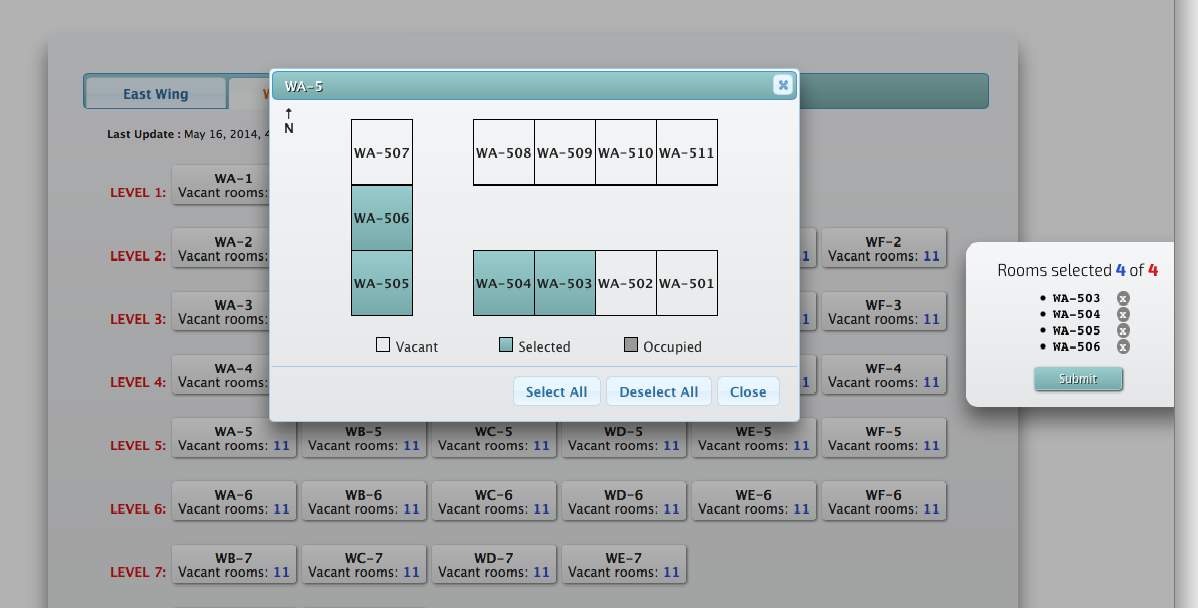 WA-5
East Wing
W
↑
N
Last Update : May 16, 2014, 4
WA-507
WA-508 WA-509 WA-510 WA-511
WA-506
WA-505
WA-504 WA-503 WA-502 WA-501
Vacant Selected Occupied
Select All Deselect All Close
LEVEL 1:
WA-1
Vacant rooms:
LEVEL 2:
WA-2 WF-2
Vacant rooms: 1 Vacant rooms: 11
LEVEL 3:
WA-3 WF-3
Vacant rooms: 1 Vacant rooms: 11
LEVEL 4:
WA-4 WF-4
Vacant rooms: 1 Vacant rooms: 11
LEVEL 5:
WA-5 WB-5 WC-5 WD-5 WE-5 WF-5
Vacant rooms: 11 Vacant rooms: 11 Vacant rooms: 11 Vacant rooms: 11 Vacant rooms: 11 Vacant rooms: 11
LEVEL 6:
WA-6 WB-6 WC-6 WD-6 WE-6 WF-6
Vacant rooms: 11 Vacant rooms: 11 Vacant rooms: 11 Vacant rooms: 11 Vacant rooms: 11 Vacant rooms: 11
LEVEL 7:
WB-7 WC-7 WD-7 WE-7
Vacant rooms: 11 Vacant rooms: 11 Vacant rooms: 11 Vacant rooms: 11
Rooms selected 4 of 4
• WA-503 x
• WA-504 x
• WA-505 x
• WA-506 x
Submit